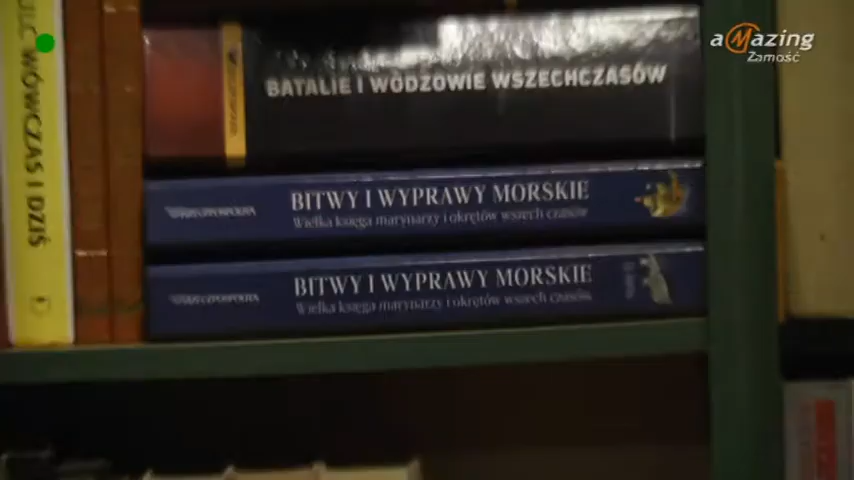 aMazing
Zamość
WÓWCZAS I DZIŚ
BATALIE I WODZOWIE WSZECHCZASÓW
BITWY I WYPRAWY MORSKIE
Wielka księga marynarzy i okrętów wszech czasów
BITWY I WYPRAWY MORSKIE
Wielka księga marynarzy i okrętów wszech czasów